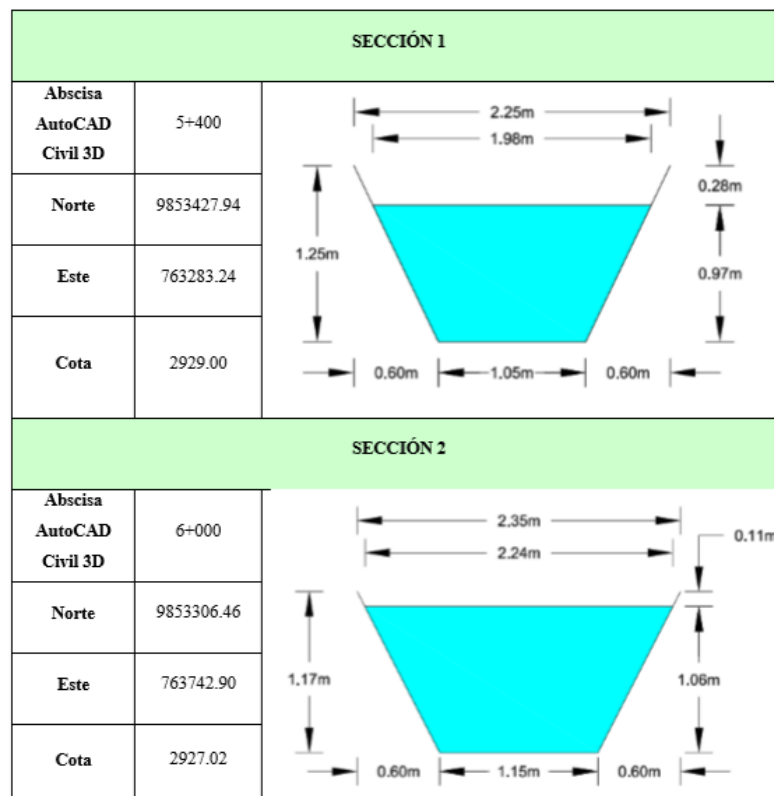 SECCIÓN 1
Abscisa
AutoCAD
Civil 3D
5+400
Norte
9853427.94
Este
763283.24
Cota
2929.00
2.25m
1.98m
0.28m
1.25m
0.97m
0.60m
1.05m
0.60m
SECCIÓN 2
Abscisa
AutoCAD
Civil 3D
6+000
Norte
9853306.46
Este
763742.90
Cota
2927.02
2.35m
0.11m
2.24m
1.17m
1.06m
0.60m
1.15m
0.60m